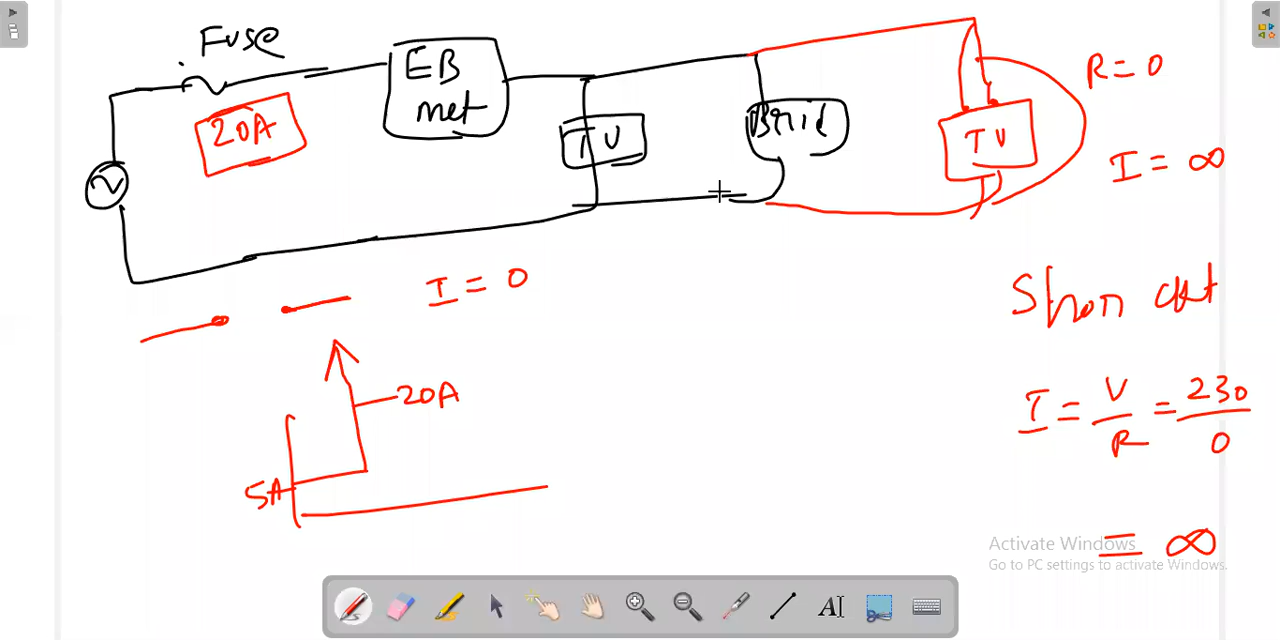 Fuse
20A
EB
met
TV
TV
R = 0
I = ∞
I = 0
20A
5A
Short ckt
I = V/R = 230/0
= ∞
Activate Windows
Go to PC settings to activate Windows.
AI